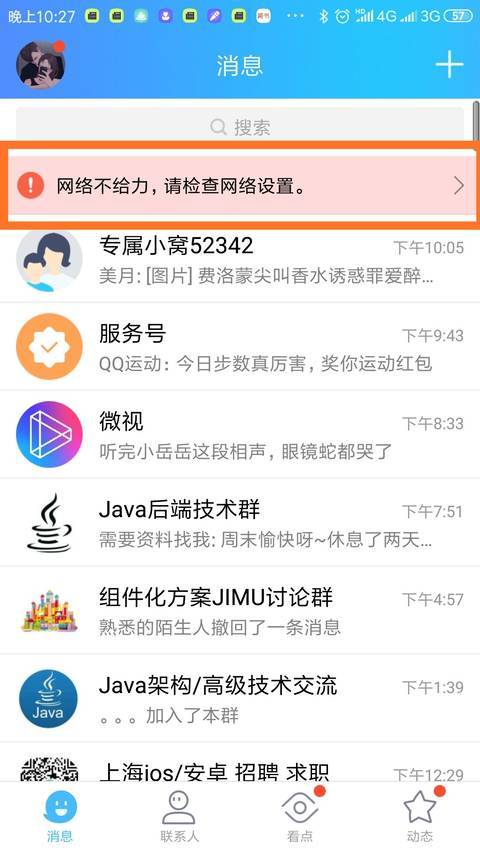 晚上10:27
简书
···
HD
4G
3G
57
消息
搜索
网络不给力，请检查网络设置。
专属小窝52342
下午10:05
美月: [图片] 费洛蒙尖叫香水诱惑罪爱醉…
服务号
下午9:43
QQ运动: 今日步数真厉害，奖你运动红包
微视
下午8:33
听完小岳岳这段相声，眼镜蛇都哭了
Java后端技术群
下午7:51
需要资料找我: 周末愉快呀~休息了两天…
组件化方案JIMU讨论群
下午4:57
熟悉的陌生人撤回了一条消息
Java架构/高级技术交流
下午1:39
Java
。。。加入了本群
上海ios/安卓 招聘 求职
下午12:29
消息
联系人
看点
动态